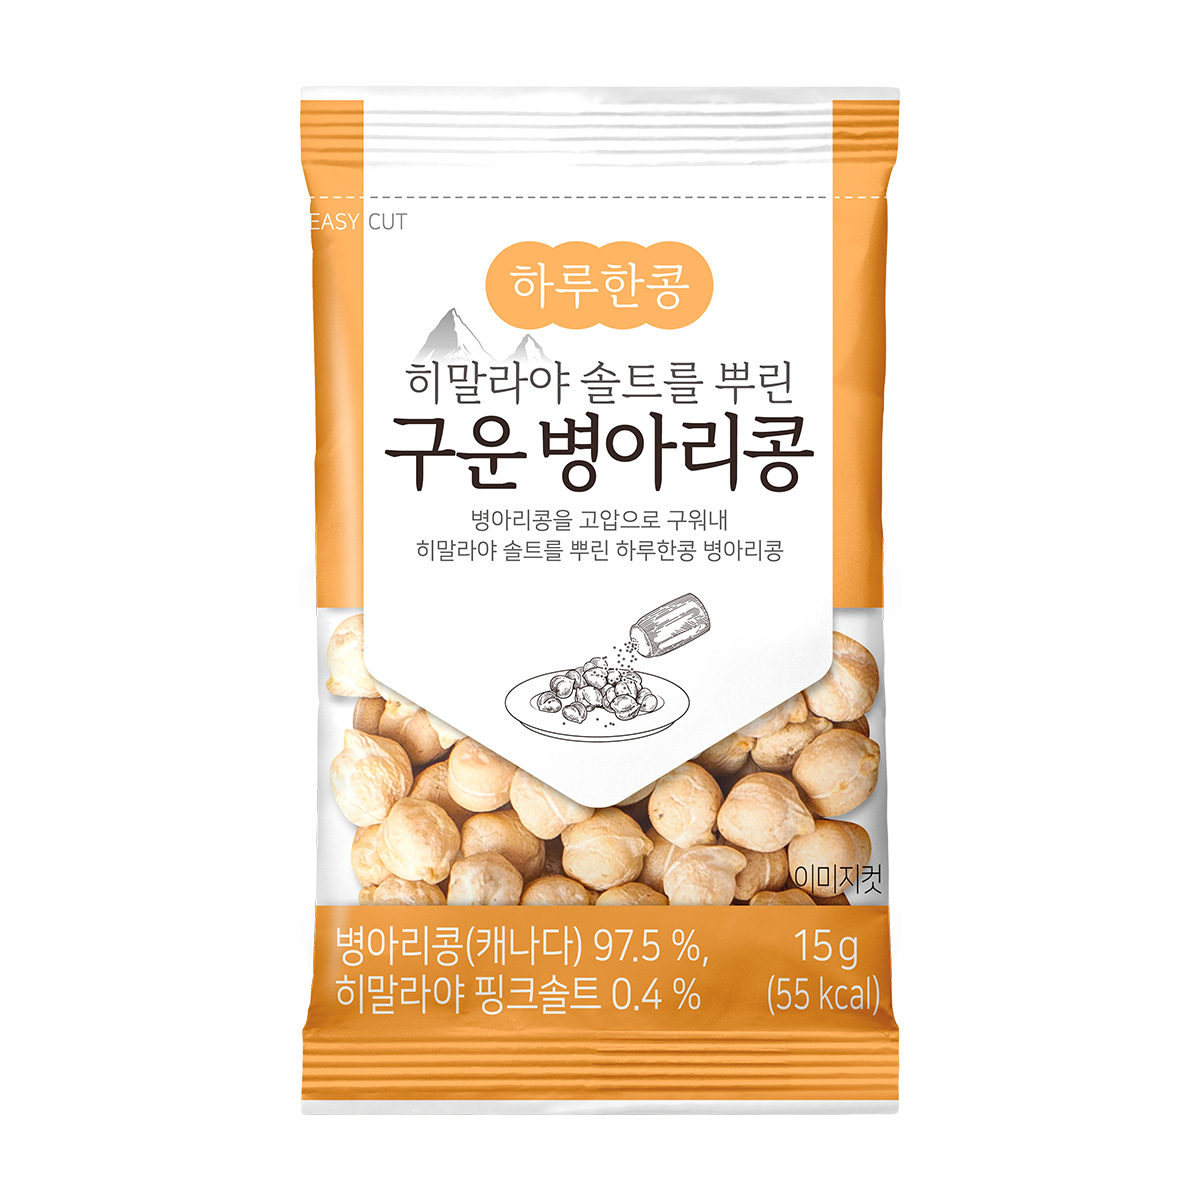 EASY CUT
하루한콩
히말라야 솔트를 뿌린
구운 병아리콩
병아리콩을 고압으로 구워내
히말라야 솔트를 뿌린 하루한콩 병아리콩
이미지컷
병아리콩(캐나다) 97.5 %,
히말라야 핑크솔트 0.4 %
15 g
(55 kcal)